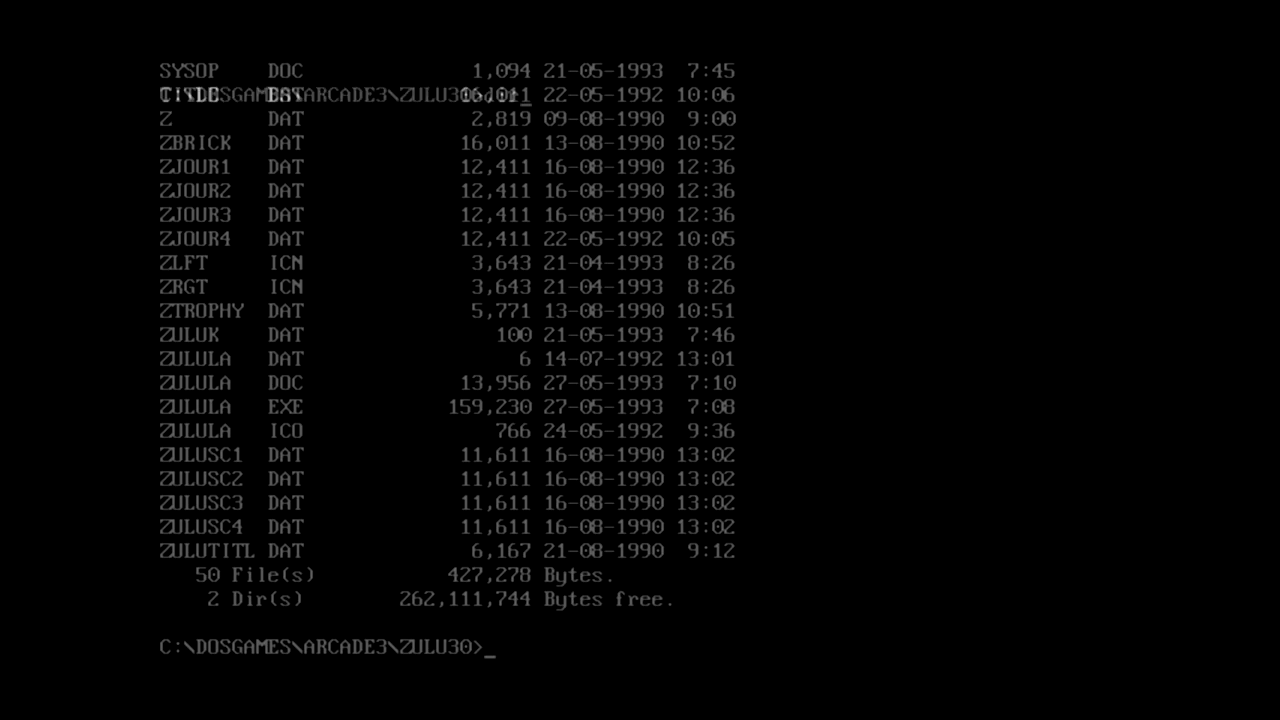 SYSOP DOC 1,094 21-05-1993 7:45
C:\DOSGAMES\ARCADE3\ZULU30> 22-05-1992 10:06
Z DAT 2,819 09-08-1990 9:00
ZBRICK DAT 16,011 13-08-1990 10:52
ZJOUR1 DAT 12,411 16-08-1990 12:36
ZJOUR2 DAT 12,411 16-08-1990 12:36
ZJOUR3 DAT 12,411 16-08-1990 12:36
ZJOUR4 DAT 12,411 22-05-1992 10:05
ZLFT ICN 3,643 21-04-1993 8:26
ZRGT ICN 3,643 21-04-1993 8:26
ZTROPHY DAT 5,771 13-08-1990 10:51
ZULUK DAT 100 21-05-1993 7:46
ZULULA DAT 6 14-07-1992 13:01
ZULULA DOC 13,956 27-05-1993 7:10
ZULULA EXE 159,230 27-05-1993 7:08
ZULULA ICO 766 24-05-1992 9:36
ZULUSC1 DAT 11,611 16-08-1990 13:02
ZULUSC2 DAT 11,611 16-08-1990 13:02
ZULUSC3 DAT 11,611 16-08-1990 13:02
ZULUSC4 DAT 11,611 16-08-1990 13:02
ZULUTITL DAT 6,167 21-08-1990 9:12
50 File(s) 427,278 Bytes.
2 Dir(s) 262,111,744 Bytes free.
C:\DOSGAMES\ARCADE3\ZULU30>_